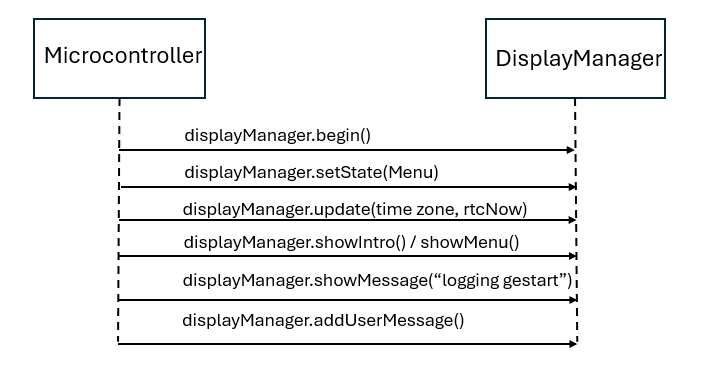 Microcontroller
DisplayManager
displayManager.begin()
displayManager.setState(Menu)
displayManager.update(time zone, rtcNow)
displayManager.showIntro() / showMenu()
displayManager.showMessage(“logging gestart”)
displayManager.addUserMessage()